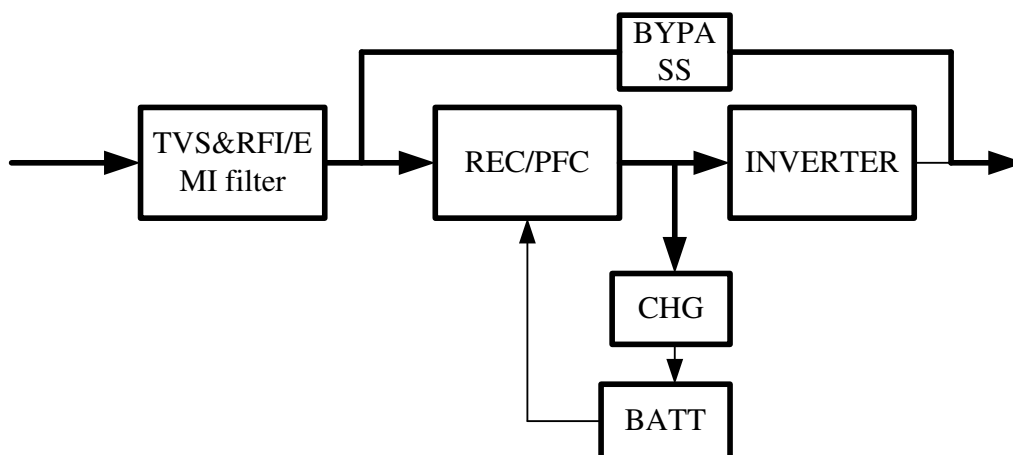 BYPA
SS
TVS&RFI/E
MI filter
REC/PFC
INVERTER
CHG
BATT